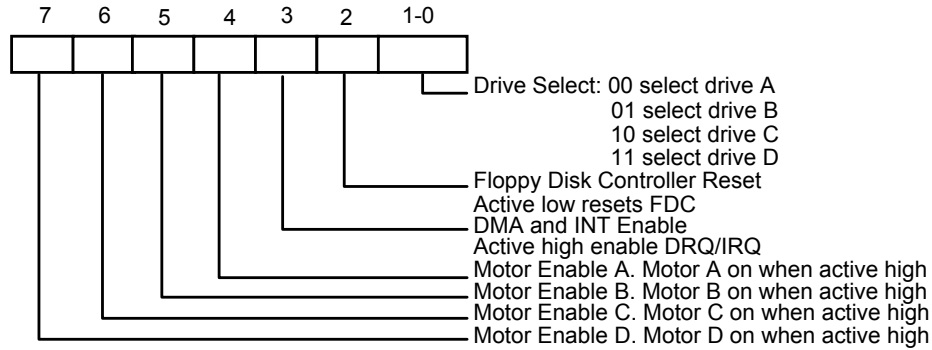 7 6 5 4 3 2 1-0
Drive Select: 00 select drive A
01 select drive B
10 select drive C
11 select drive D
Floppy Disk Controller Reset
Active low resets FDC
DMA and INT Enable
Active high enable DRQ/IRQ
Motor Enable A. Motor A on when active high
Motor Enable B. Motor B on when active high
Motor Enable C. Motor C on when active high
Motor Enable D. Motor D on when active high